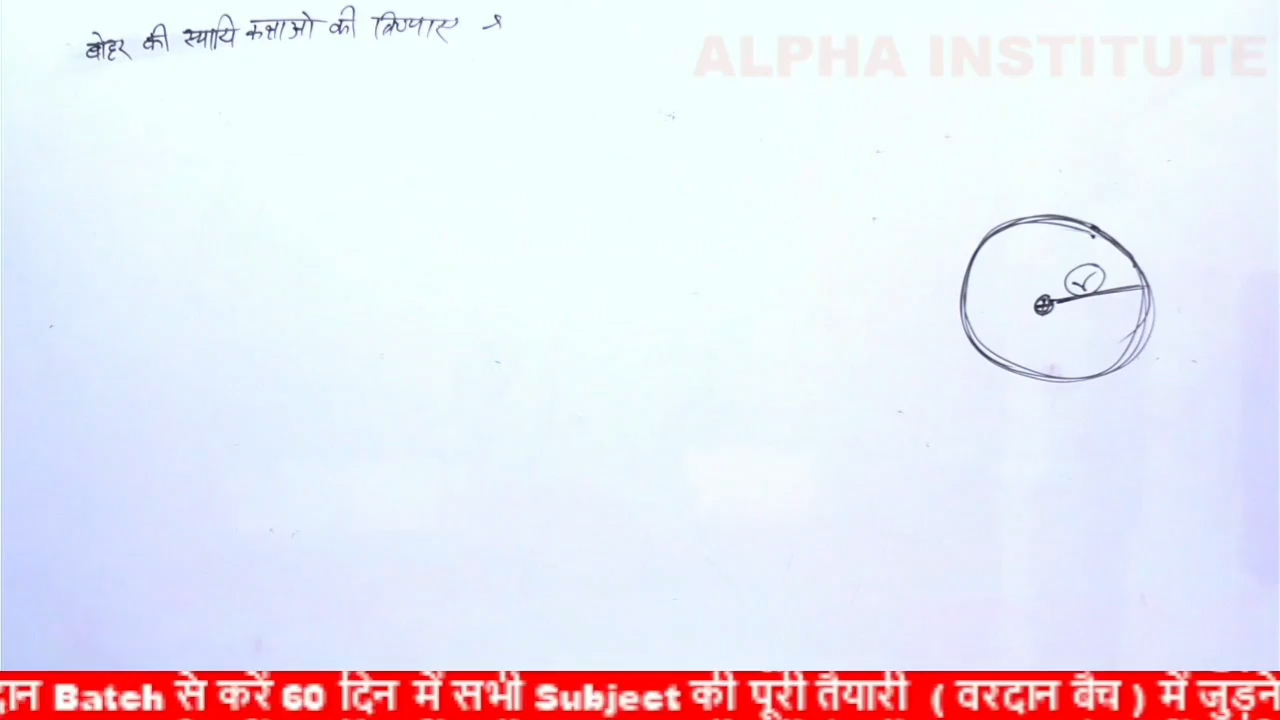 बोहर की स्थायि कक्षाओ की त्रिज्याए
ALPHA INSTITUTE
r
दान Batch से करें 60 दिन में सभी Subject की पूरी तैयारी ( वरदान बैच ) में जुड़ने